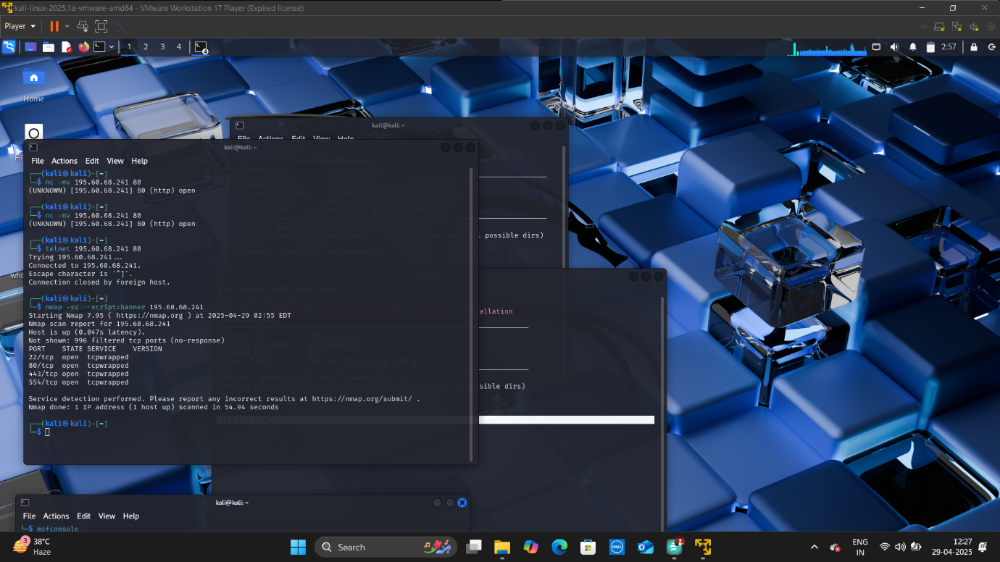 kali-linux-2025.1a-vmware-amd64 - VMware Workstation 17 Player (Expired license)
Player
1 2 3 4
4
2:57
Home
kali@kali: ~
File Actions Edit View Help
kali@kali: ~
File Actions Edit View Help
┌──(kali㉿kali)-[~]
└─$ nc -nv 195.60.68.241 80
(UNKNOWN) [195.60.68.241] 80 (http) open
┌──(kali㉿kali)-[~]
└─$ nc -nv 195.60.68.241 80
(UNKNOWN) [195.60.68.241] 80 (http) open
┌──(kali㉿kali)-[~]
└─$ telnet 195.60.68.241 80
Trying 195.60.68.241...
Connected to 195.60.68.241.
Escape character is '^]'.
Connection closed by foreign host.
┌──(kali㉿kali)-[~]
└─$ nmap -sV --script=banner 195.60.68.241
Starting Nmap 7.95 ( https://nmap.org ) at 2025-04-29 02:55 EDT
Nmap scan report for 195.60.68.241
Host is up (0.047s latency).
Not shown: 996 filtered tcp ports (no-response)
PORT STATE SERVICE VERSION
22/tcp open tcpwrapped
80/tcp open tcpwrapped
443/tcp open tcpwrapped
554/tcp open tcpwrapped
Service detection performed. Please report any incorrect results at https://nmap.org/submit/ .
Nmap done: 1 IP address (1 host up) scanned in 54.94 seconds
┌──(kali㉿kali)-[~]
└─$
possible dirs)
File Actions Edit View Help
allation
sible dirs)
kali@kali: ~
File Actions Edit View Help
└─$ msfconsole
3
38°C
Haze
Search
DELL
ENG
IN
12:27
29-04-2025